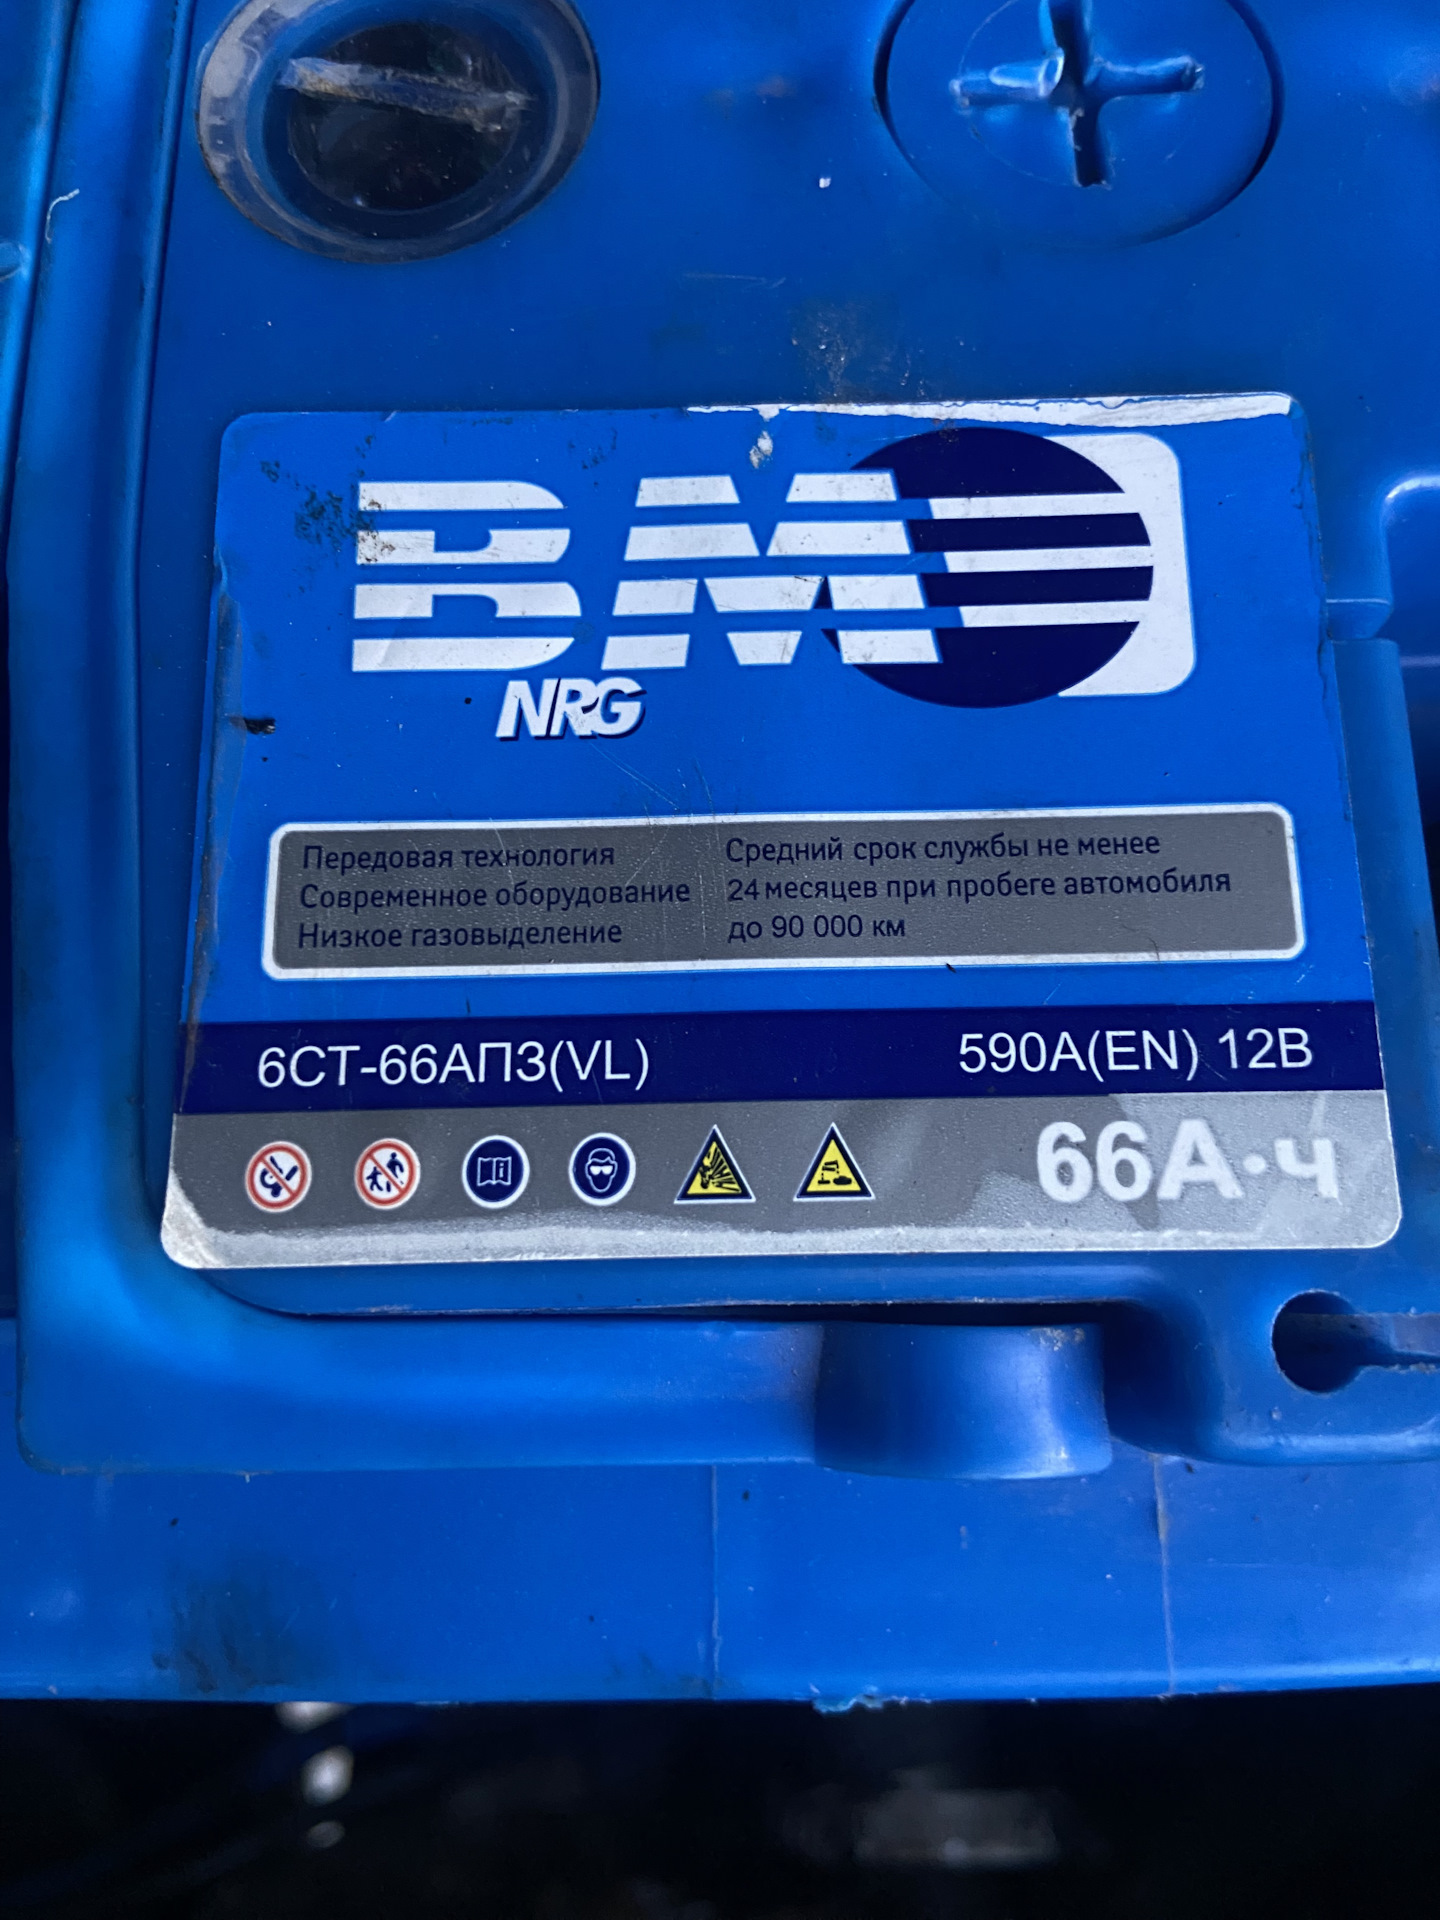 BM
NRG
Передовая технология
Современное оборудование
Низкое газовыделение
Средний срок службы не менее
24 месяцев при пробеге автомобиля
до 90 000 км
6СТ-66АПЗ(VL)
590А(EN) 12В
66А·ч